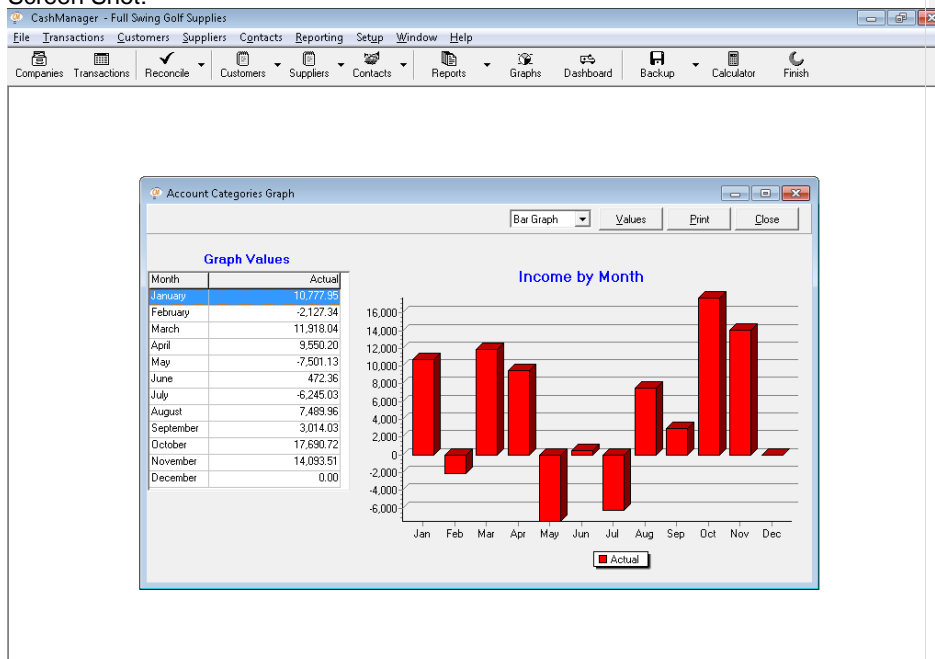 Screen Shot:
CashManager - Full Swing Golf Supplies
File Transactions Customers Suppliers Contacts Reporting Setup Window Help
Companies Transactions Reconcile Customers Suppliers Contacts Reports Graphs Dashboard Backup Calculator Finish
Account Categories Graph
Bar Graph Values Print Close
Graph Values
Month Actual
January 10,777.95
February -2,127.34
March 11,918.04
April 9,550.20
May -7,501.13
June 472.36
July -6,245.03
August 7,489.96
September 3,014.03
October 17,690.72
November 14,093.51
December 0.00
Income by Month
16,000
14,000
12,000
10,000
8,000
6,000
4,000
2,000
0
-2,000
-4,000
-6,000
Jan Feb Mar Apr May Jun Jul Aug Sep Oct Nov Dec
Actual